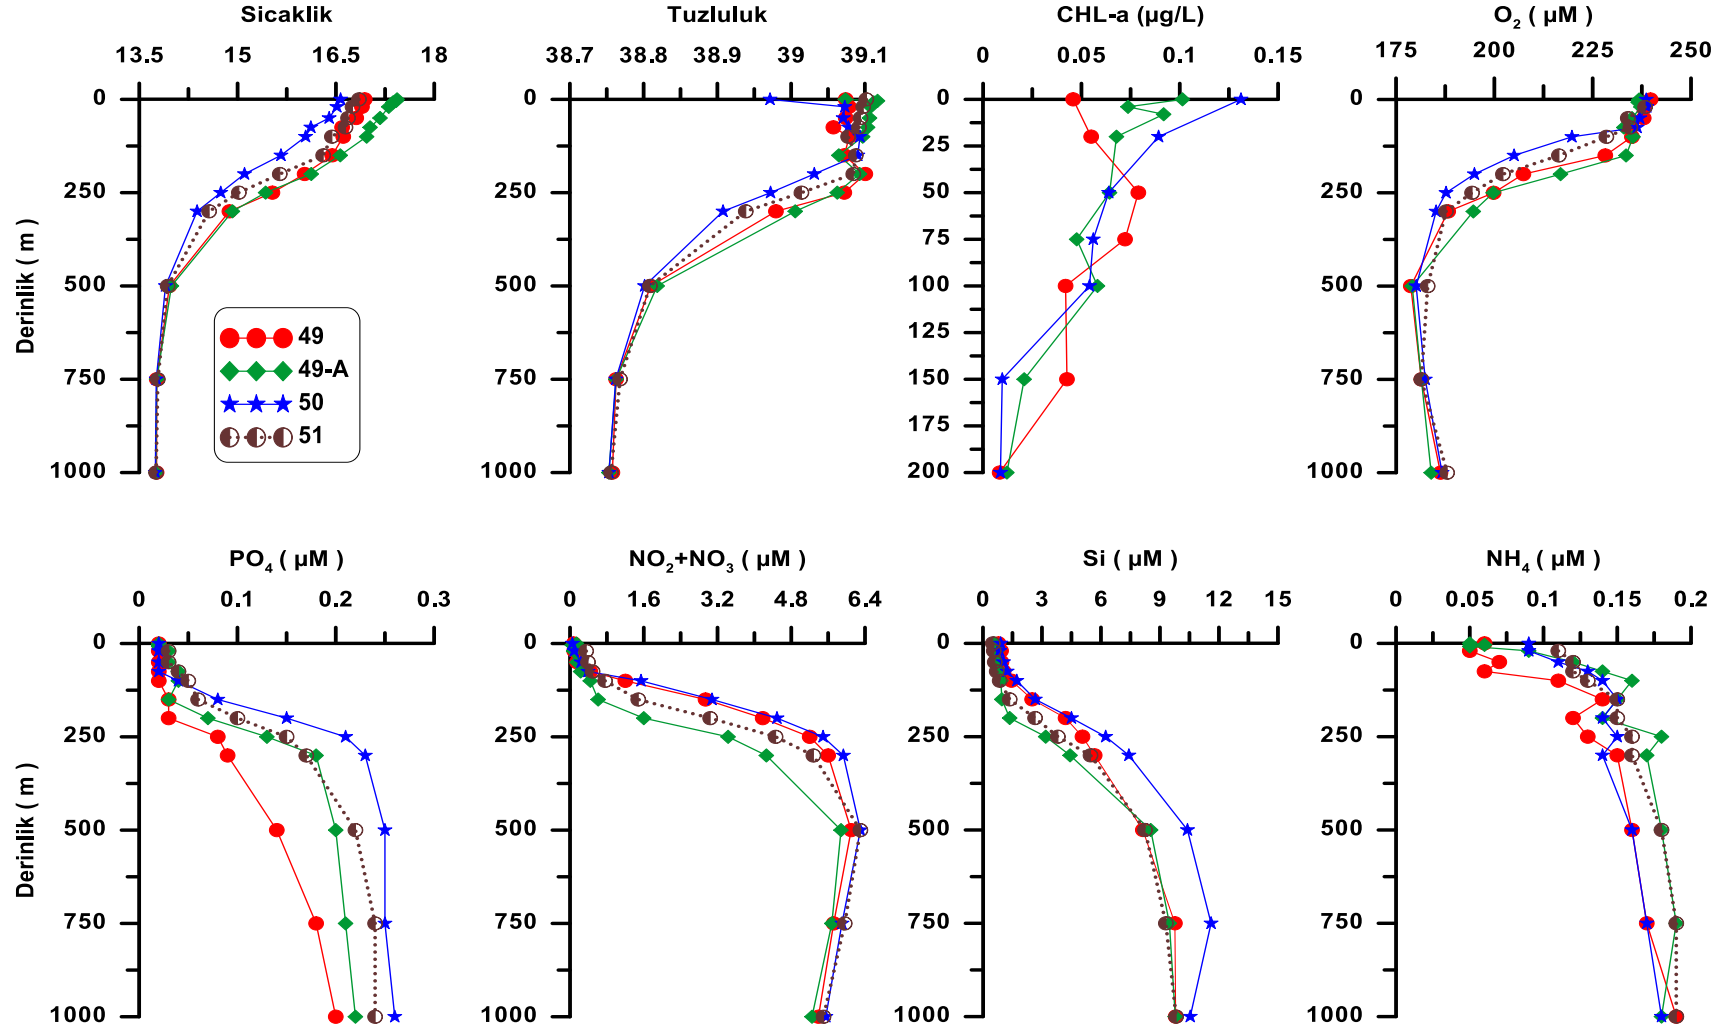 Sicaklik Tuzluluk CHL-a (µg/L) O2 ( µM)
13.5 15 16.5 18 38.7 38.8 38.9 39 39.1 0 0.05 0.1 0.15 175 200 225 250
0 0 0 0
25
250 250 50 250
75
500 500 100 500
125
750 750 150 750
175
1000 1000 200 1000
Derinlik ( m )
49
49-A
50
51
PO4 ( µM ) NO2+NO3 ( µM) Si ( µM) NH4 ( µM )
0 0.1 0.2 0.3 0 1.6 3.2 4.8 6.4 0 3 6 9 12 15 0 0.05 0.1 0.15 0.2
0 0 0 0
250 250 250 250
500 500 500 500
750 750 750 750
1000 1000 1000 1000
Derinlik ( m )